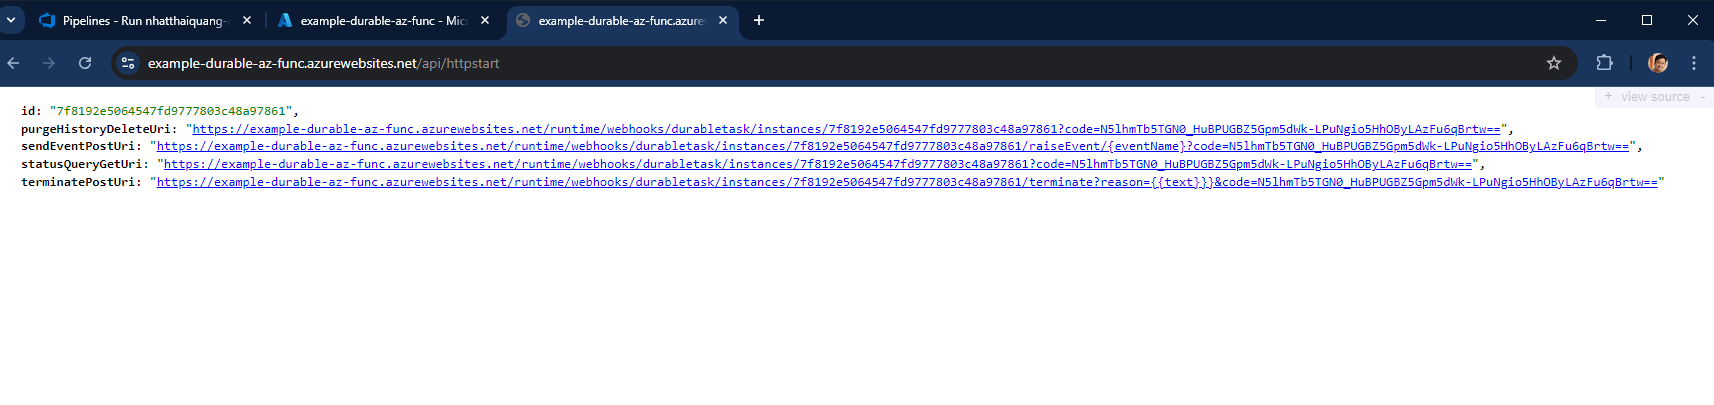 Pipelines - Run nhatthaiquang-
example-durable-az-func - Mic
example-durable-az-func.azure
example-durable-az-func.azurewebsites.net/api/httpstart
+ view source -
id: "7f8192e5064547fd9777803c48a97861",
purgeHistoryDeleteUri: "https://example-durable-az-func.azurewebsites.net/runtime/webhooks/durabletask/instances/7f8192e5064547fd9777803c48a97861?code=N5lhmTb5TGN0_HuBPUGBZ5Gpm5dWk-LPuNgio5HhOByLAzFu6qBrtw==",
sendEventPostUri: "https://example-durable-az-func.azurewebsites.net/runtime/webhooks/durabletask/instances/7f8192e5064547fd9777803c48a97861/raiseEvent/{eventName}?code=N5lhmTb5TGN0_HuBPUGBZ5Gpm5dWk-LPuNgio5HhOByLAzFu6qBrtw==",
statusQueryGetUri: "https://example-durable-az-func.azurewebsites.net/runtime/webhooks/durabletask/instances/7f8192e5064547fd9777803c48a97861?code=N5lhmTb5TGN0_HuBPUGBZ5Gpm5dWk-LPuNgio5HhOByLAzFu6qBrtw==",
terminatePostUri: "https://example-durable-az-func.azurewebsites.net/runtime/webhooks/durabletask/instances/7f8192e5064547fd9777803c48a97861/terminate?reason={{text}}}&code=N5lhmTb5TGN0_HuBPUGBZ5Gpm5dWk-LPuNgio5HhOByLAzFu6qBrtw=="